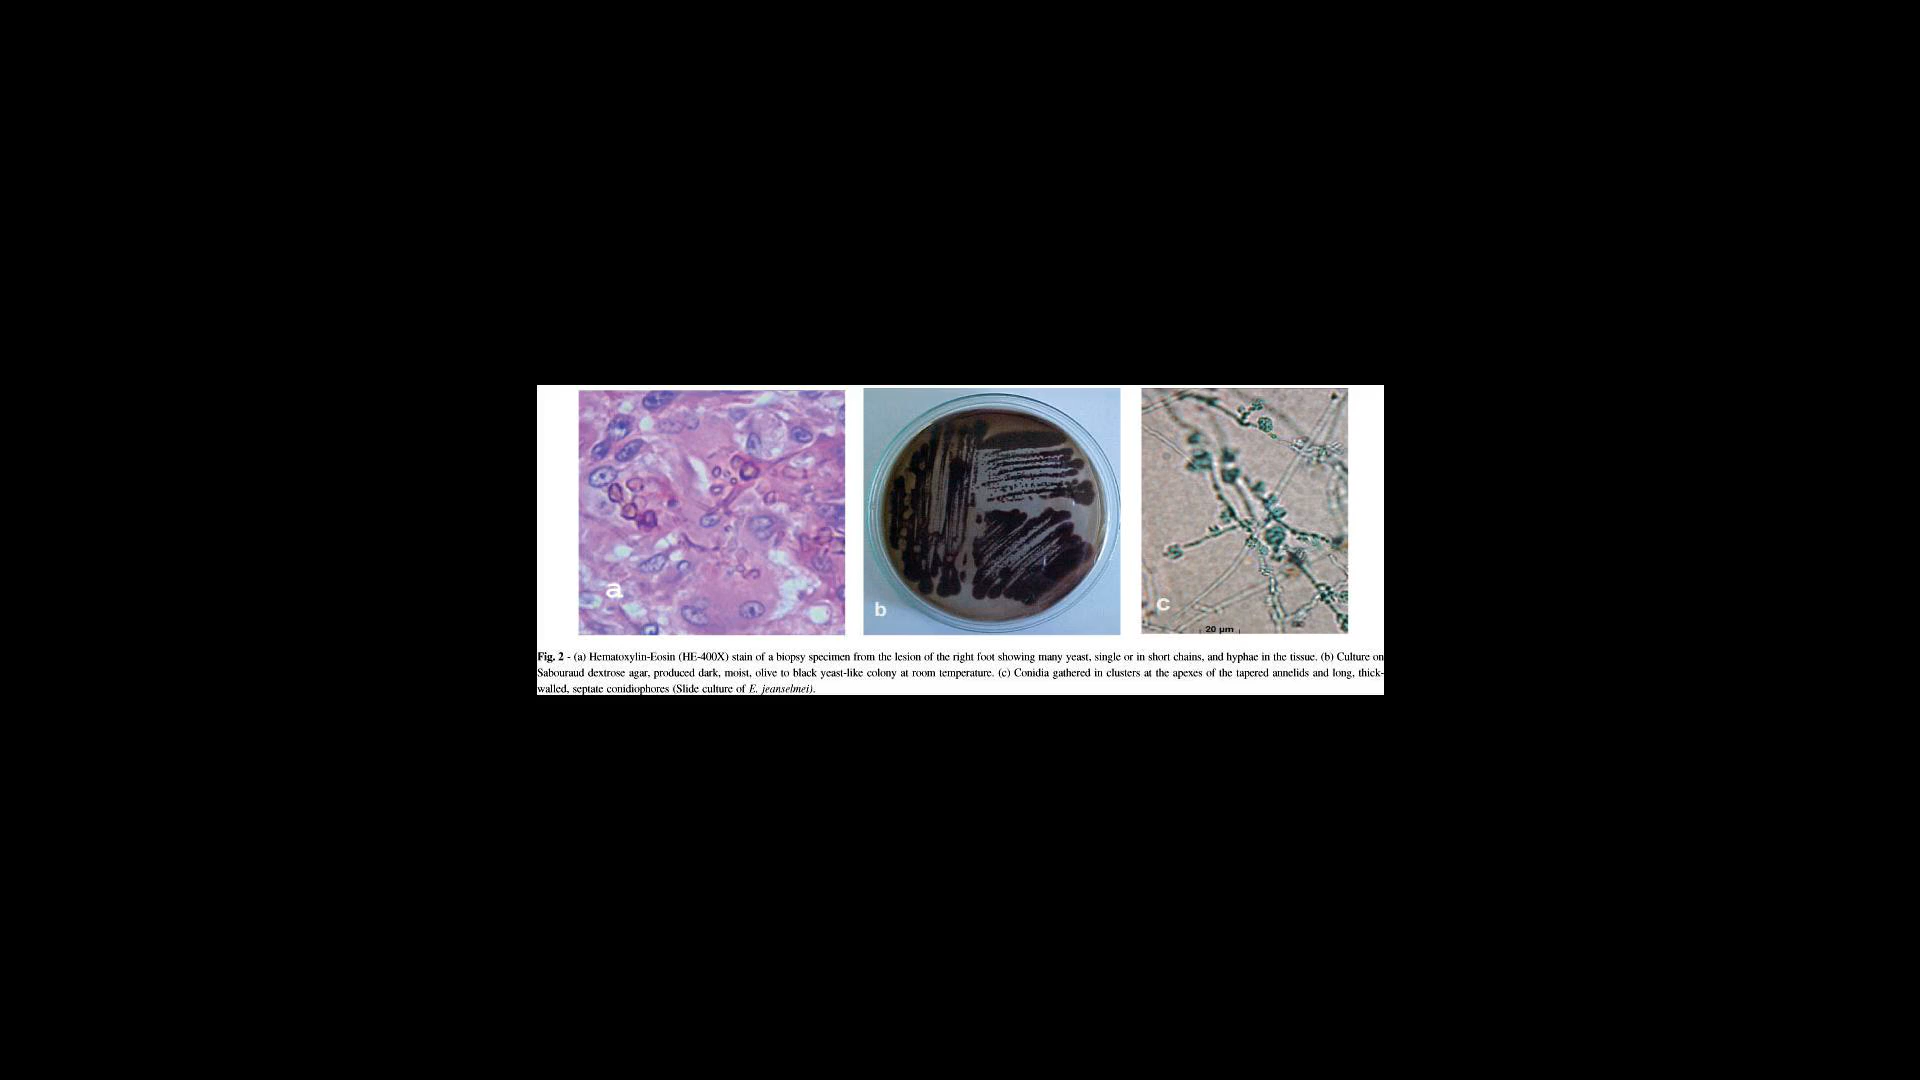 a
b
c
20 µm
Fig. 2 - (a) Hematoxylin-Eosin (HE-400X) stain of a biopsy specimen from the lesion of the right foot showing many yeast, single or in short chains, and hyphae in the tissue. (b) Culture on
Sabouraud dextrose agar, produced dark, moist, olive to black yeast-like colony at room temperature. (c) Conidia gathered in clusters at the apexes of the tapered annelids and long, thick-
walled, septate conidiophores (Slide culture of E. jeanselmei).